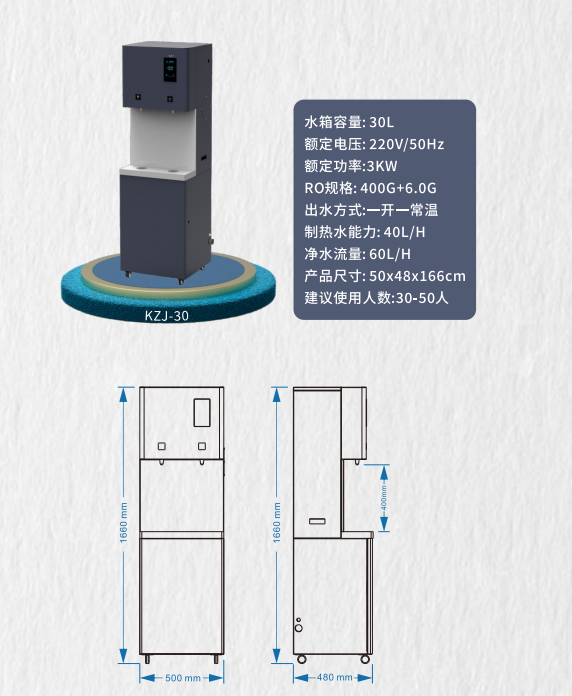 水箱容量: 30L
额定电压: 220V/50Hz
额定功率:3KW
RO规格: 400G+6.0G
出水方式:一开一常温
制热水能力: 40L/H
净水流量: 60L/H
产品尺寸: 50x48x166cm
建议使用人数:30-50人
KZJ-30
1660 mm
1660 mm
400mm
500 mm
480 mm